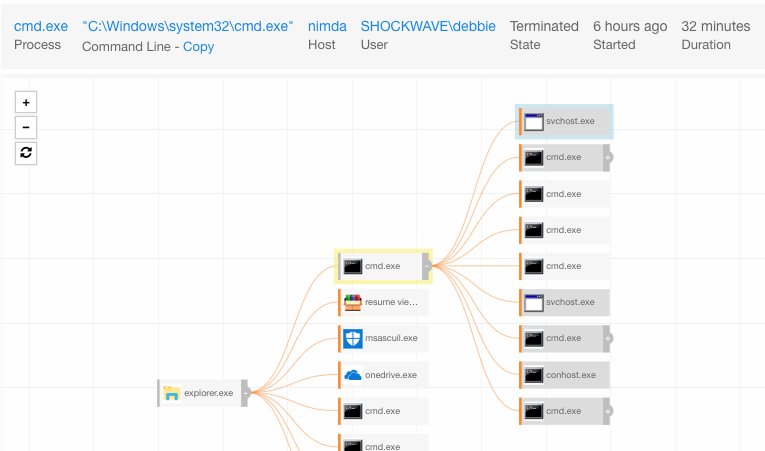 cmd.exe "C:\Windows\system32\cmd.exe" nimda SHOCKWAVE\debbie Terminated 6 hours ago 32 minutes
Process Command Line - Copy Host User State Started Duration
svchost.exe
cmd.exe
cmd.exe
cmd.exe
cmd.exe
svchost.exe
cmd.exe
conhost.exe
cmd.exe
cmd.exe
resume vie...
msascuil.exe
onedrive.exe
cmd.exe
cmd.exe
explorer.exe